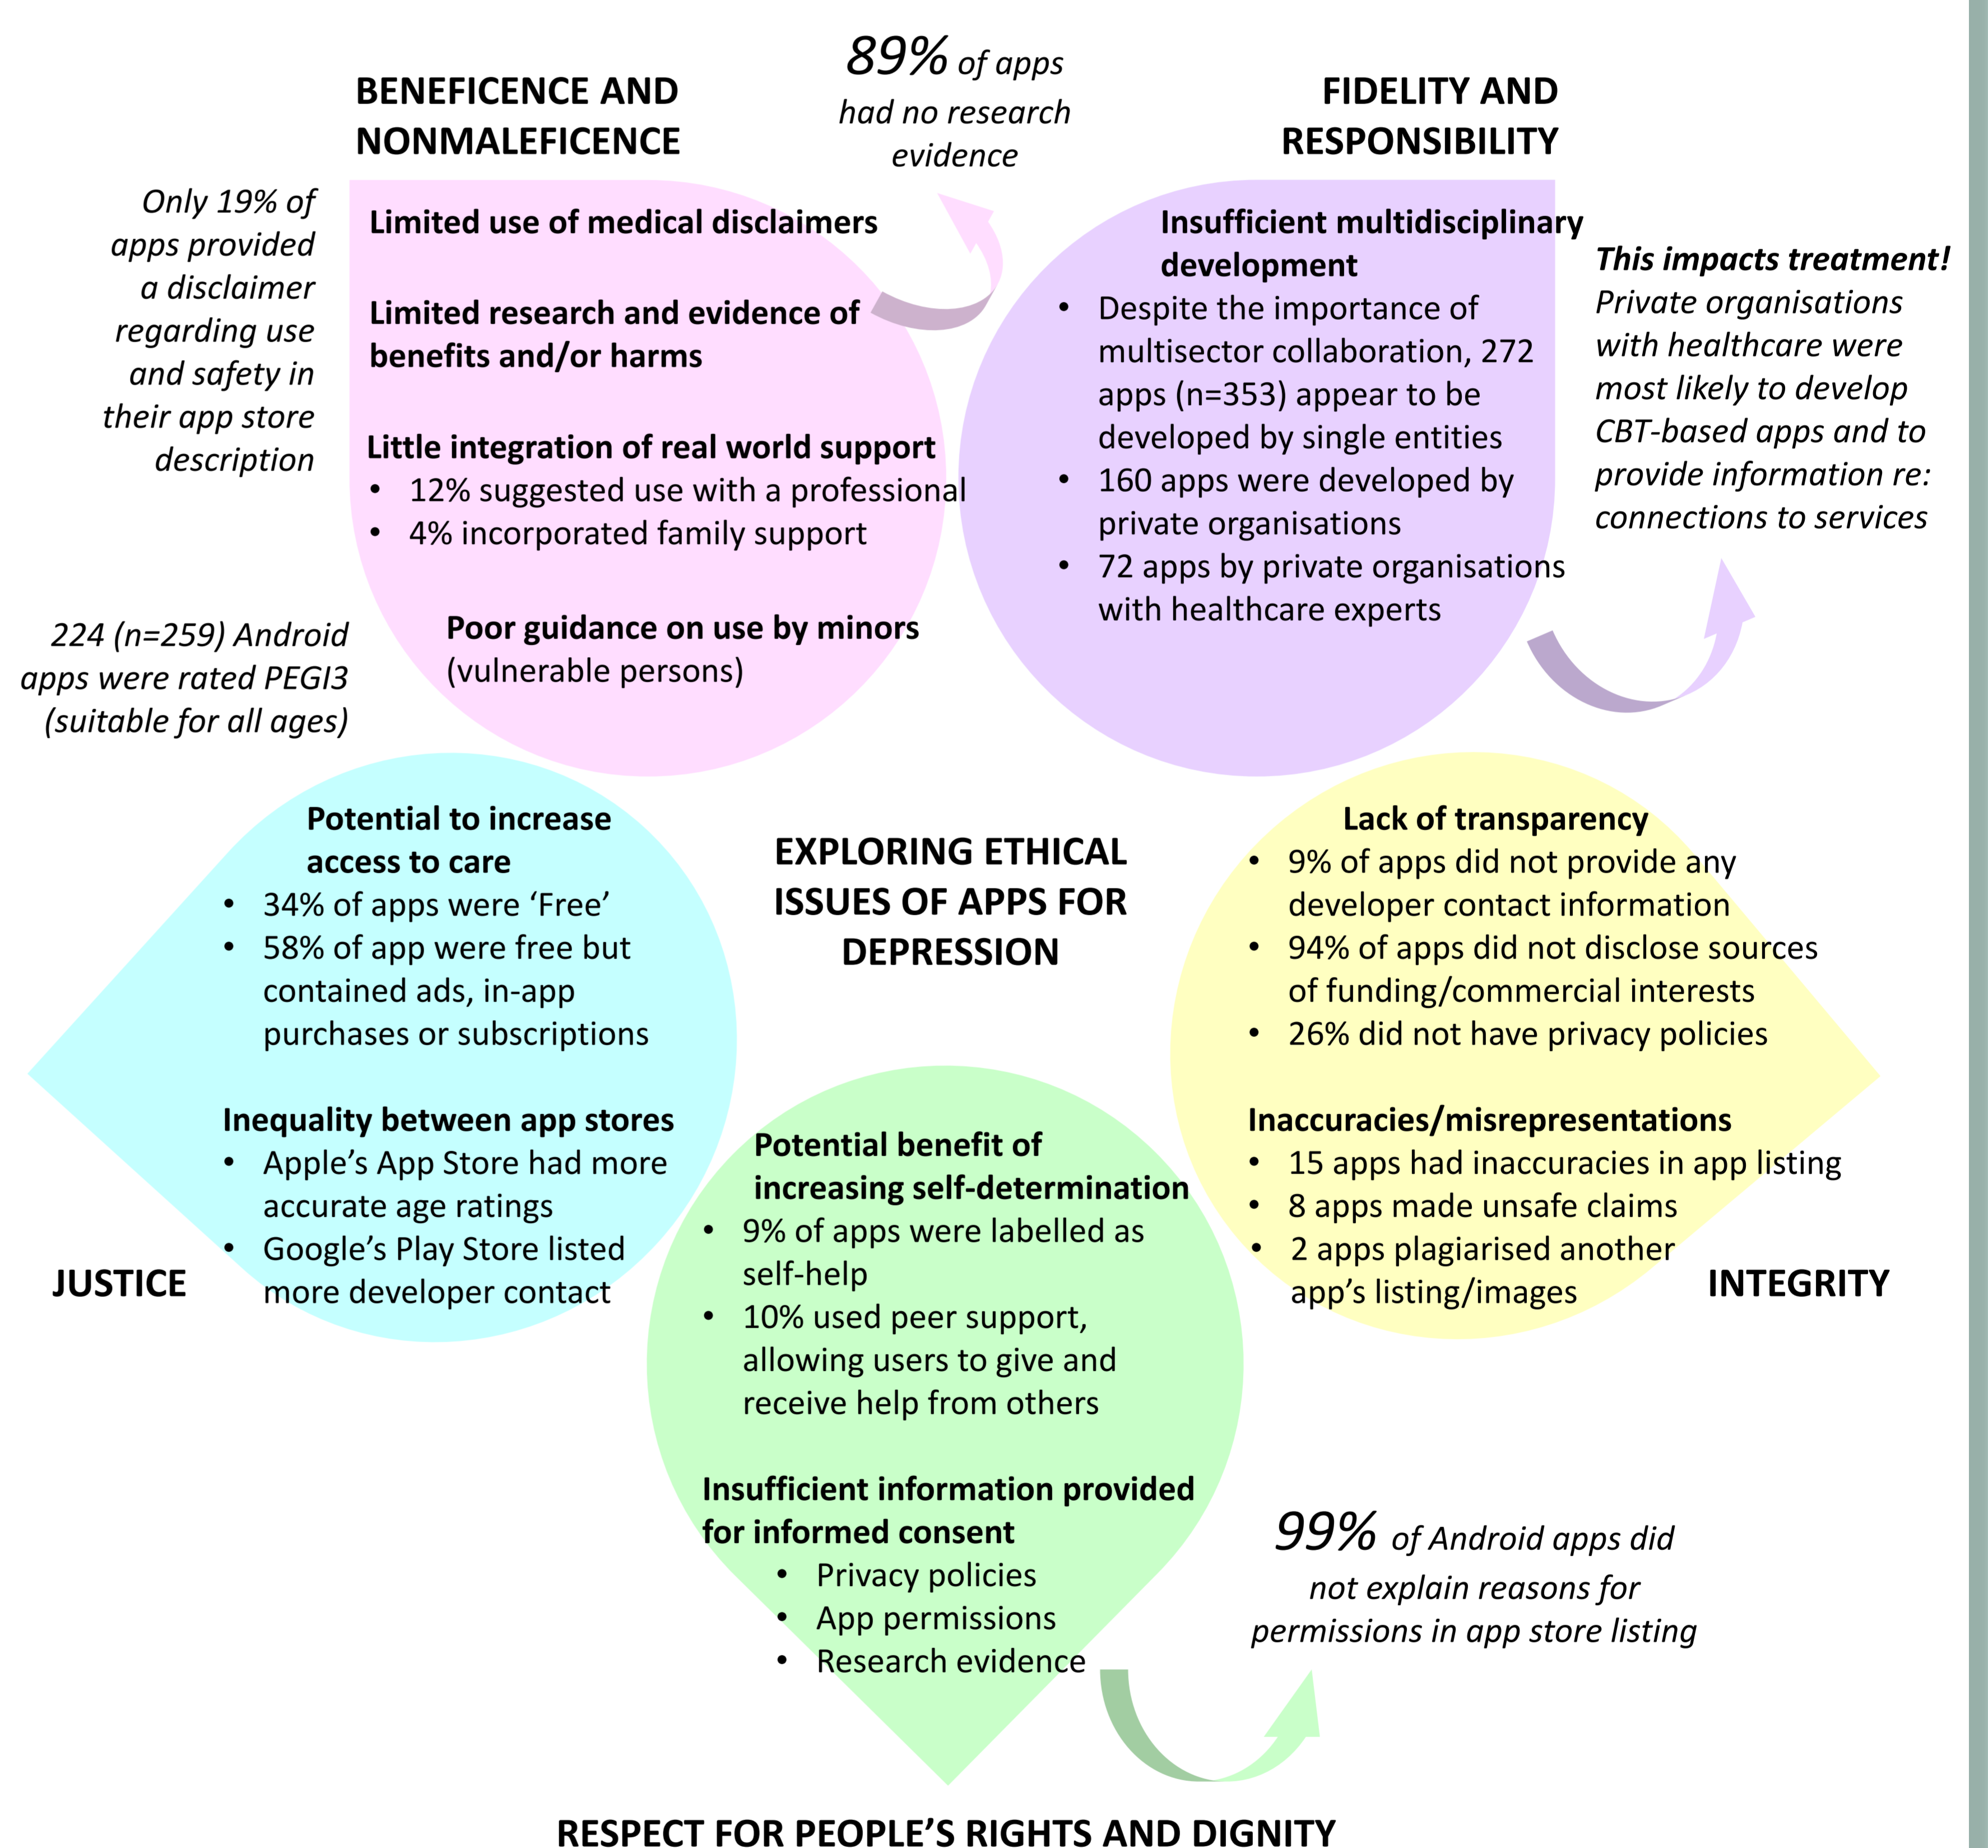 BENEFICENCE AND
NONMALEFICENCE
Only 19% of
apps provided
a disclaimer
regarding use
and safety in
their app store
description
Limited use of medical disclaimers
Limited research and evidence of
benefits and/or harms
89% of apps
had no research
evidence
Little integration of real world support
• 12% suggested use with a professional
• 4% incorporated family support
Poor guidance on use by minors
(vulnerable persons)
224 (n=259) Android
apps were rated PEGI3
(suitable for all ages)
FIDELITY AND
RESPONSIBILITY
Insufficient multidisciplinary
development
• Despite the importance of
multisector collaboration, 272
apps (n=353) appear to be
developed by single entities
• 160 apps were developed by
private organisations
• 72 apps by private organisations
with healthcare experts
This impacts treatment!
Private organisations
with healthcare were
most likely to develop
CBT-based apps and to
provide information re:
connections to services
EXPLORING ETHICAL
ISSUES OF APPS FOR
DEPRESSION
Potential to increase
access to care
• 34% of apps were ‘Free’
• 58% of app were free but
contained ads, in-app
purchases or subscriptions
Inequality between app stores
• Apple’s App Store had more
accurate age ratings
• Google’s Play Store listed
more developer contact
JUSTICE
Lack of transparency
• 9% of apps did not provide any
developer contact information
• 94% of apps did not disclose sources
of funding/commercial interests
• 26% did not have privacy policies
Inaccuracies/misrepresentations
• 15 apps had inaccuracies in app listing
• 8 apps made unsafe claims
• 2 apps plagiarised another
app’s listing/images
INTEGRITY
Potential benefit of
increasing self-determination
• 9% of apps were labelled as
self-help
• 10% used peer support,
allowing users to give and
receive help from others
Insufficient information provided
for informed consent
• Privacy policies
• App permissions
• Research evidence
99% of Android apps did
not explain reasons for
permissions in app store listing
RESPECT FOR PEOPLE’S RIGHTS AND DIGNITY